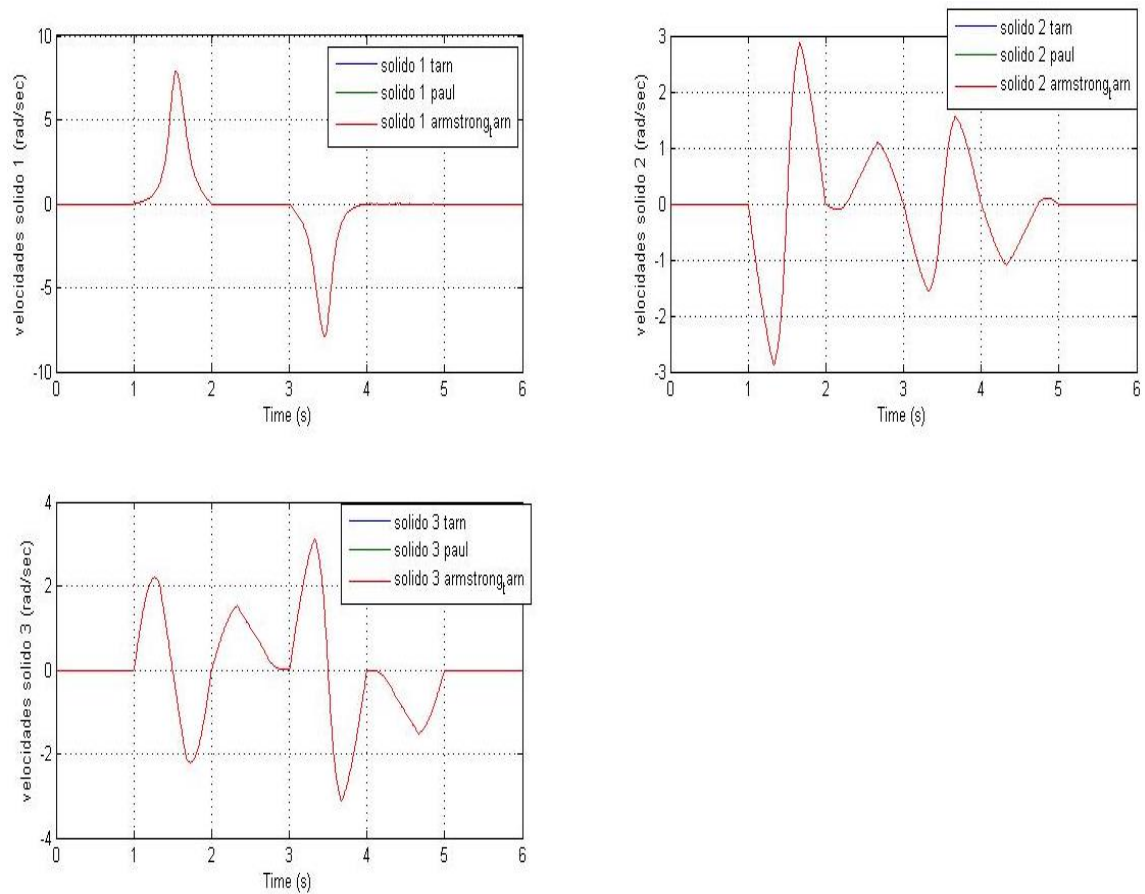 velocidades solido 1 (rad/sec)
10
5
0
-5
-10
solido 1 tarn
solido 1 paul
solido 1 armstrong_tarn
0 1 2 3 4 5 6
Time (s)
velocidades solido 2 (rad/sec)
3
2
1
0
-1
-2
-3
solido 2 tarn
solido 2 paul
solido 2 armstrong_tarn
0 1 2 3 4 5 6
Time (s)
velocidades solido 3 (rad/sec)
4
2
0
-2
-4
solido 3 tarn
solido 3 paul
solido 3 armstrong_tarn
0 1 2 3 4 5 6
Time (s)